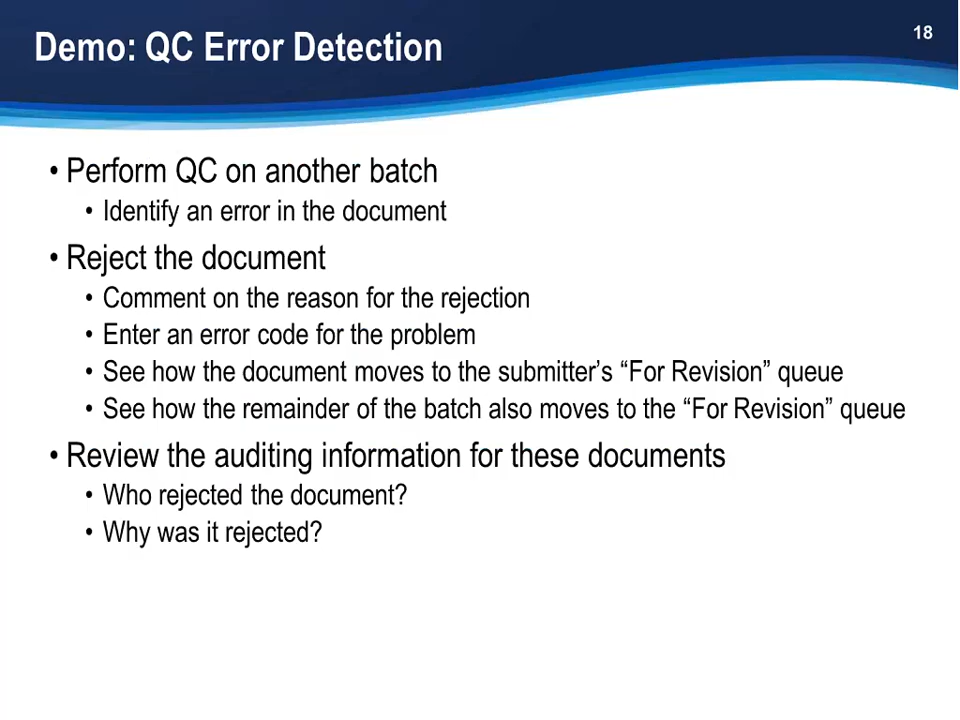 18
Demo: QC Error Detection
• Perform QC on another batch
• Identify an error in the document
• Reject the document
• Comment on the reason for the rejection
• Enter an error code for the problem
• See how the document moves to the submitter’s “For Revision” queue
• See how the remainder of the batch also moves to the “For Revision” queue
• Review the auditing information for these documents
• Who rejected the document?
• Why was it rejected?